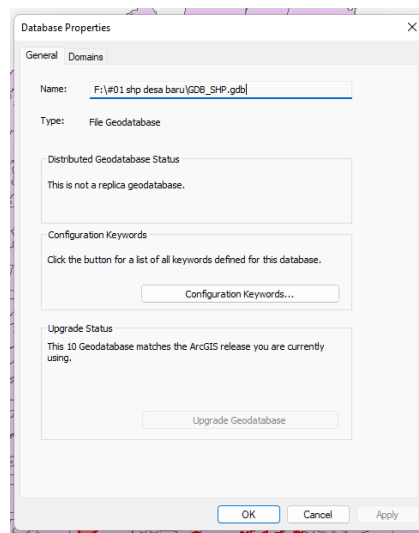 Database Properties
General Domains
Name: F:\#01 shp desa baru\GDB_SHP.gdb
Type: File Geodatabase
Distributed Geodatabase Status
This is not a replica geodatabase.
Configuration Keywords
Click the button for a list of all keywords defined for this database.
Configuration Keywords...
Upgrade Status
This 10 Geodatabase matches the ArcGIS release you are currently
using.
Upgrade Geodatabase
OK Cancel Apply